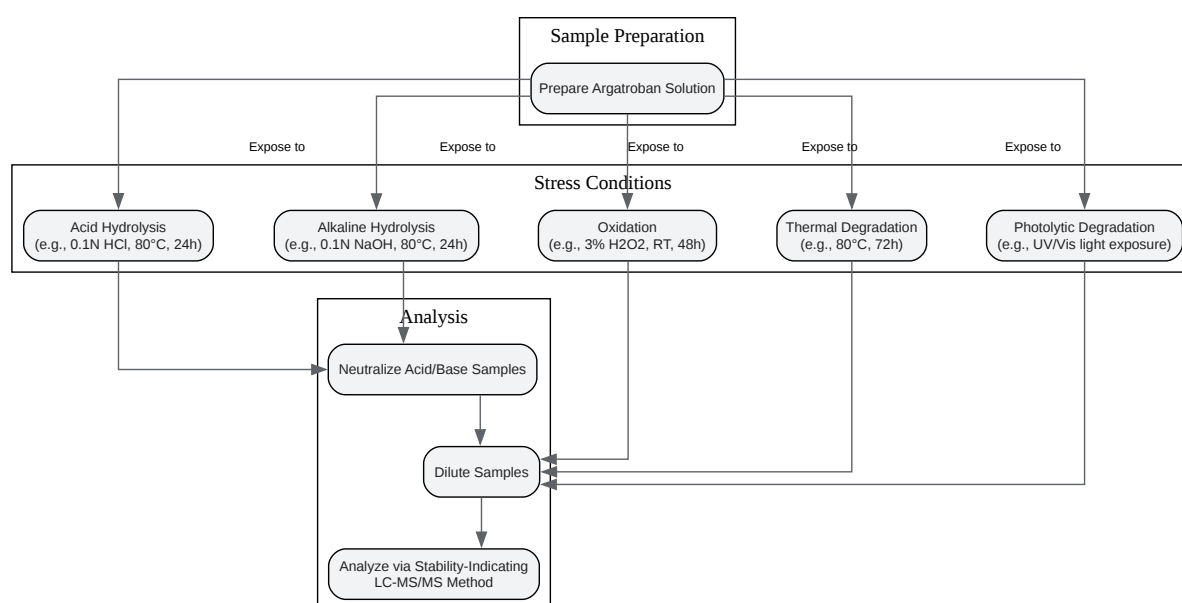 Sample Preparation
Prepare Argatroban Solution
Expose to
Expose to
Expose to
Expose to
Expose to
Stress Conditions
Acid Hydrolysis
(e.g., 0.1N HCl, 80°C, 24h)
Alkaline Hydrolysis
(e.g., 0.1N NaOH, 80°C, 24h)
Oxidation
(e.g., 3% H2O2, RT, 48h)
Thermal Degradation
(e.g., 80°C, 72h)
Photolytic Degradation
(e.g., UV/Vis light exposure)
Analysis
Neutralize Acid/Base Samples
Dilute Samples
Analyze via Stability-Indicating
LC-MS/MS Method